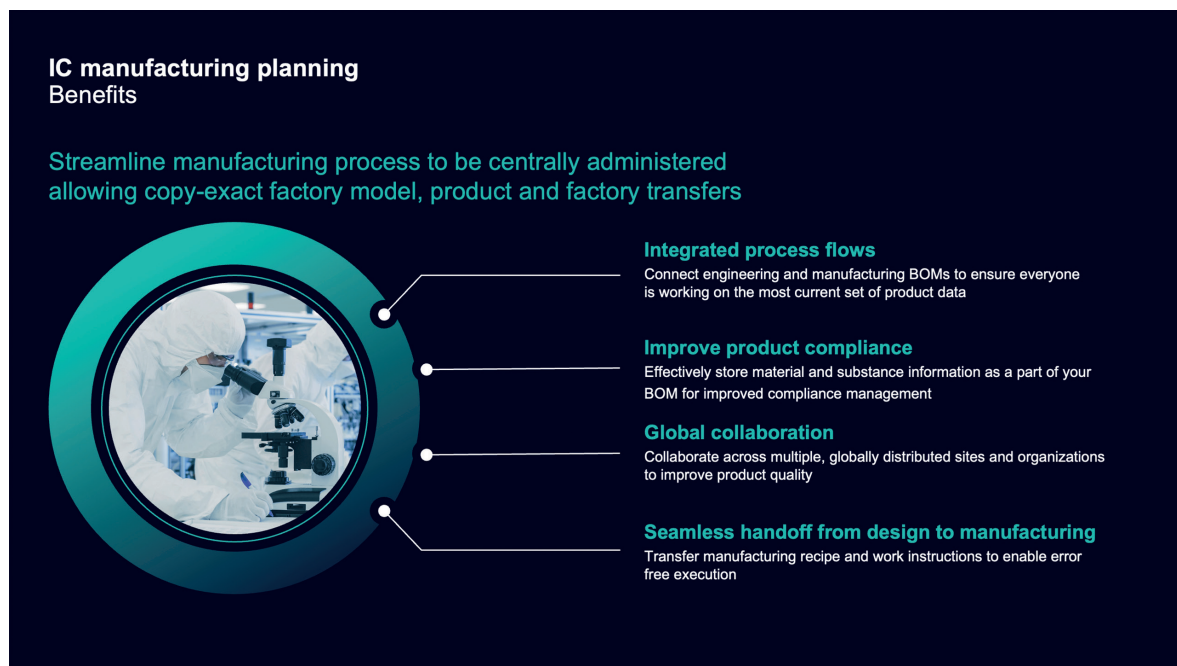 IC manufacturing planning
Benefits
Streamline manufacturing process to be centrally administered
allowing copy-exact factory model, product and factory transfers
Integrated process flows
Connect engineering and manufacturing BOMs to ensure everyone
is working on the most current set of product data
Improve product compliance
Effectively store material and substance information as a part of your
BOM for improved compliance management
Global collaboration
Collaborate across multiple, globally distributed sites and organizations
to improve product quality
Seamless handoff from design to manufacturing
Transfer manufacturing recipe and work instructions to enable error
free execution